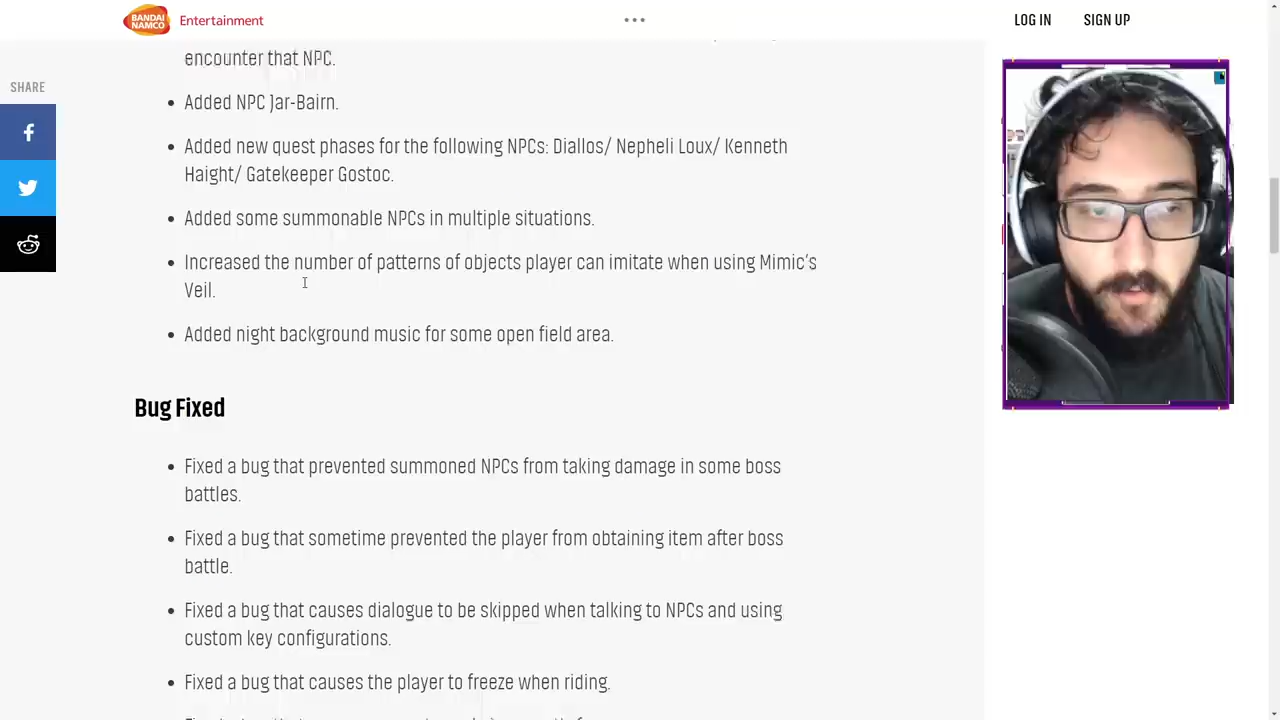 BANDAI
NAMCO
Entertainment
LOG IN
SIGN UP
SHARE
encounter that NPC.
Added NPC Jar-Bairn.
Added new quest phases for the following NPCs: Diallos/ Nepheli Loux/ Kenneth
Haight/ Gatekeeper Gostoc.
Added some summonable NPCs in multiple situations.
Increased the number of patterns of objects player can imitate when using Mimic’s
Veil.
Added night background music for some open field area.
Bug Fixed
Fixed a bug that prevented summoned NPCs from taking damage in some boss
battles.
Fixed a bug that sometime prevented the player from obtaining item after boss
battle.
Fixed a bug that causes dialogue to be skipped when talking to NPCs and using
custom key configurations.
Fixed a bug that causes the player to freeze when riding.